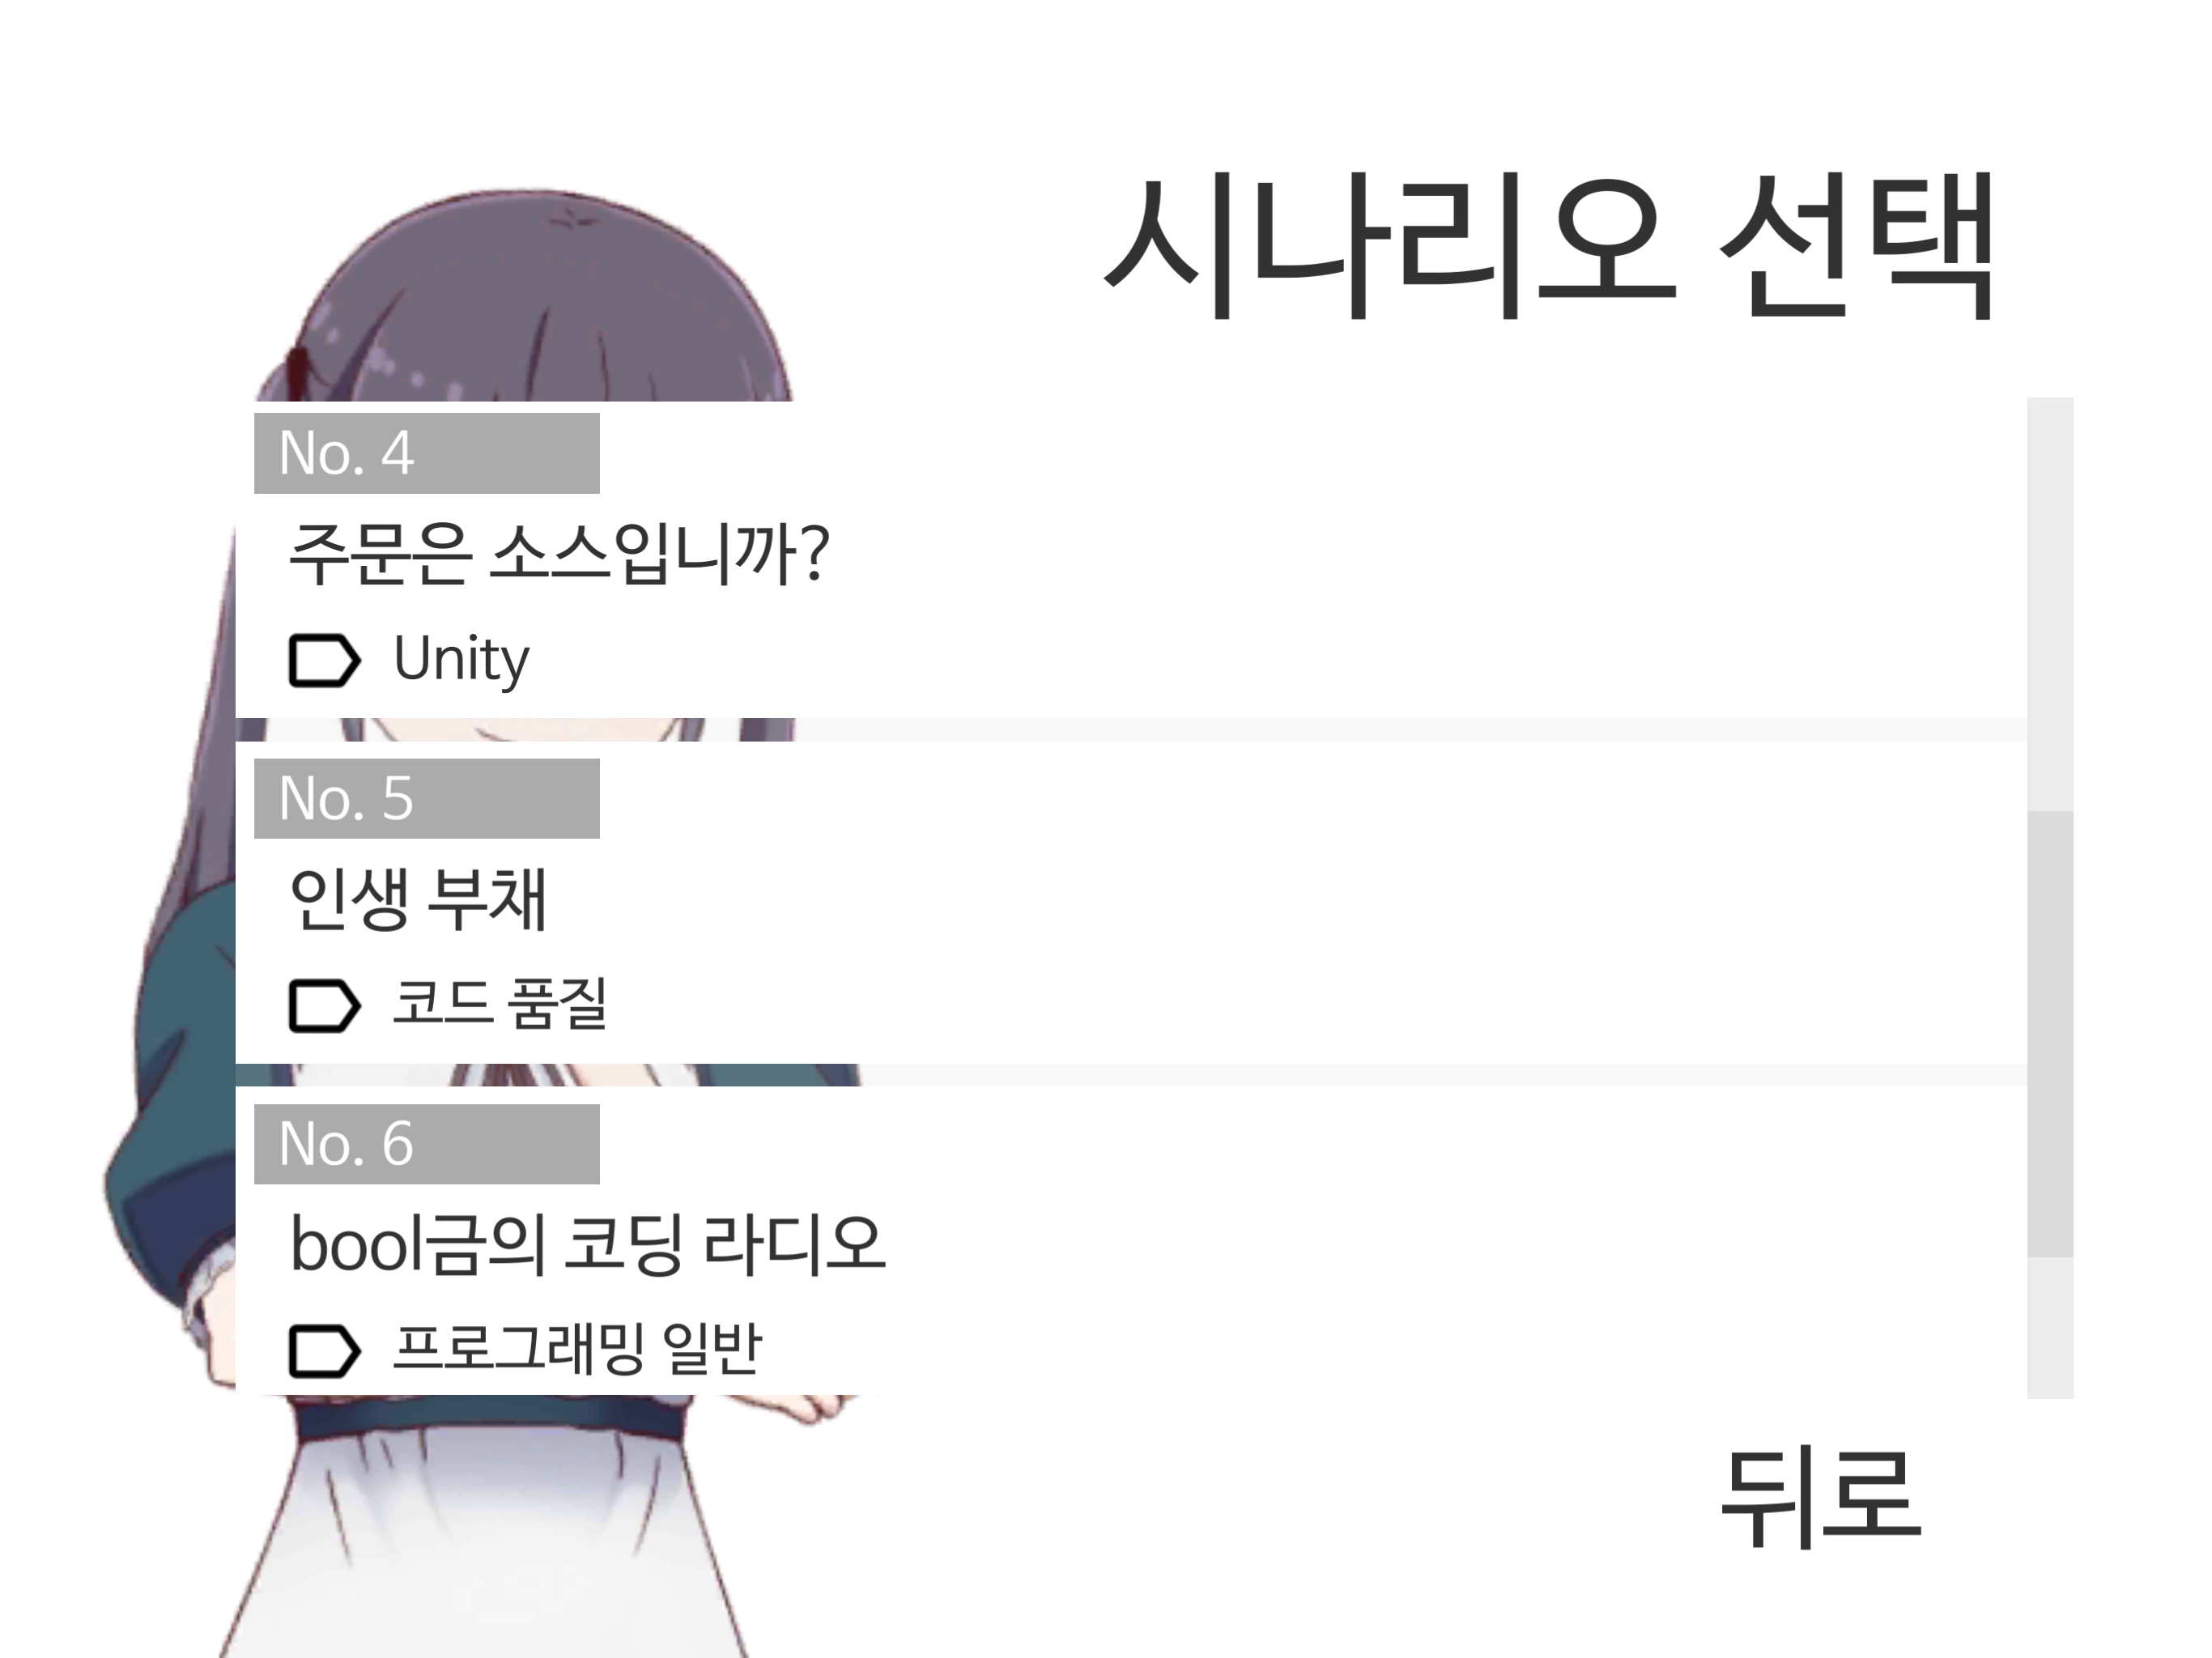 시나리오 선택
No. 4
주문은 소스입니까?
Unity
No. 5
인생 부채
코드 품질
No. 6
bool금의 코딩 라디오
프로그래밍 일반
뒤로